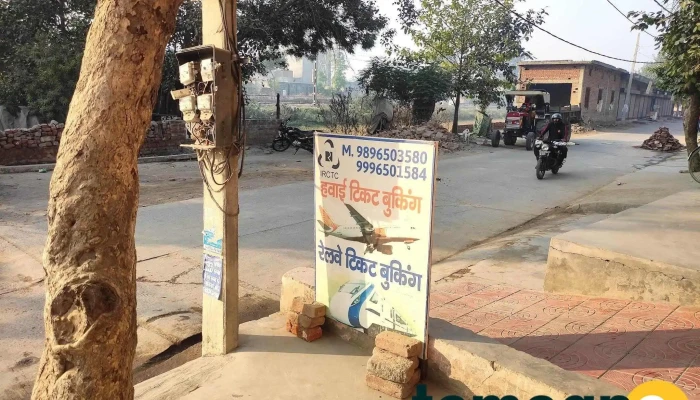 M. 9896503580
9996501584
IRCTC
हवाई टिकट बुकिंग
रेलवे टिकट बुकिंग